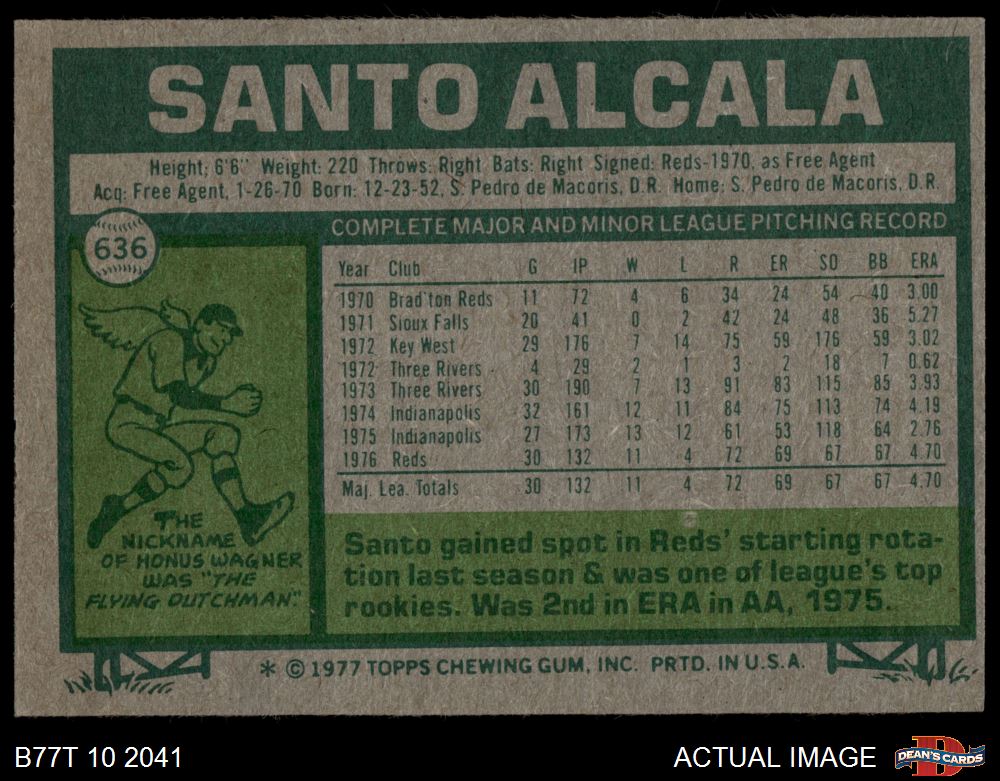 SANTO ALCALA
Height: 6'6" Weight: 220 Throws: Right Bats: Right Signed: Reds-1970, as Free Agent
Acq: Free Agent, 1-26-70 Born: 12-23-52, S. Pedro de Macoris, D.R. Home: S. Pedro de Macoris, D.R.
636
THE
NICKNAME
OF HONUS WAGNER
WAS "THE
FLYING DUTCHMAN".
COMPLETE MAJOR AND MINOR LEAGUE PITCHING RECORD
Year Club G IP W L R ER SO BB ERA
1970 Brad'ton Reds 11 72 4 6 34 24 54 40 3.00
1971 Sioux Falls 20 41 0 2 42 24 48 36 5.27
1972 Key West 29 176 7 14 75 59 176 59 3.02
1972 Three Rivers 4 29 2 1 3 2 18 7 0.62
1973 Three Rivers 30 190 7 13 91 83 115 85 3.93
1974 Indianapolis 32 161 12 11 84 75 113 74 4.19
1975 Indianapolis 27 173 13 12 61 53 118 64 2.76
1976 Reds 30 132 11 4 72 69 67 67 4.70
Maj. Lea. Totals 30 132 11 4 72 69 67 67 4.70
Santo gained spot in Reds' starting rota-
tion last season & was one of league's top
rookies. Was 2nd in ERA in AA, 1975.
* © 1977 TOPPS CHEWING GUM, INC. PRTD. IN U.S.A.
B77T 10 2041
ACTUAL IMAGE
D
DEAN'S CARDS